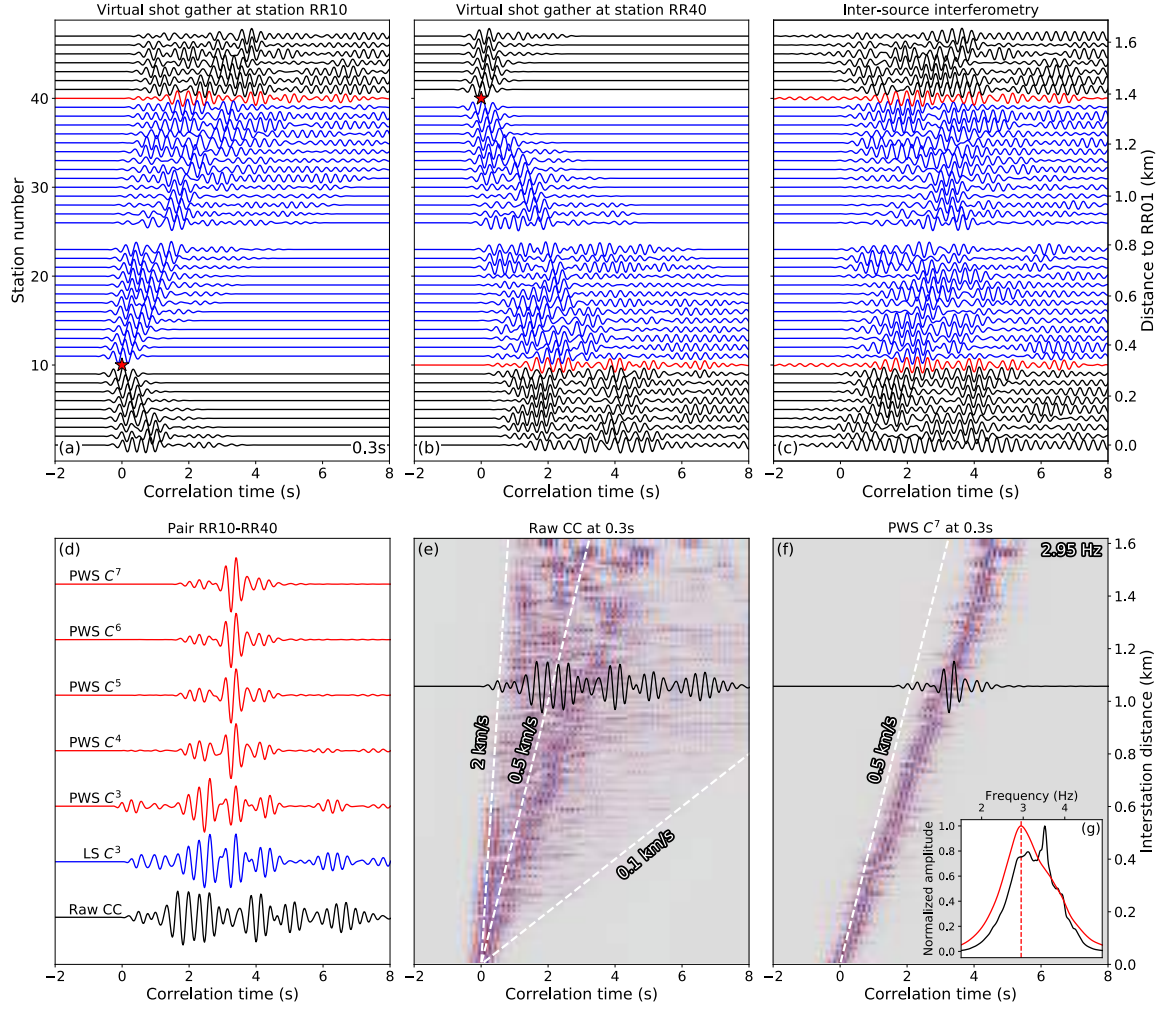 Virtual shot gather at station RR10
Virtual shot gather at station RR40
Inter-source interferometry
Station number
40
30
20
10
(a)
0.3s
(b)
(c)
1.6
1.4
1.2
1.0
0.8
0.6
0.4
0.2
0.0
Distance to RR01 (km)
−2 0 2 4 6 8
−2 0 2 4 6 8
−2 0 2 4 6 8
Correlation time (s)
Correlation time (s)
Correlation time (s)
Pair RR10-RR40
Raw CC at 0.3s
PWS C⁷ at 0.3s
(d)
PWS C⁷
PWS C⁶
PWS C⁵
PWS C⁴
PWS C³
LS C³
Raw CC
−2 0 2 4 6 8
Correlation time (s)
(e)
2 km/s
0.5 km/s
0.1 km/s
−2 0 2 4 6 8
Correlation time (s)
(f)
2.95 Hz
0.5 km/s
1.6
1.4
1.2
1.0
0.8
0.6
0.4
0.2
0.0
Interstation distance (km)
Frequency (Hz)
2 3 4
(g)
Normalized amplitude
1.0
0.8
0.6
0.4
0.2
0.0
−2 0 2 4 6 8
Correlation time (s)